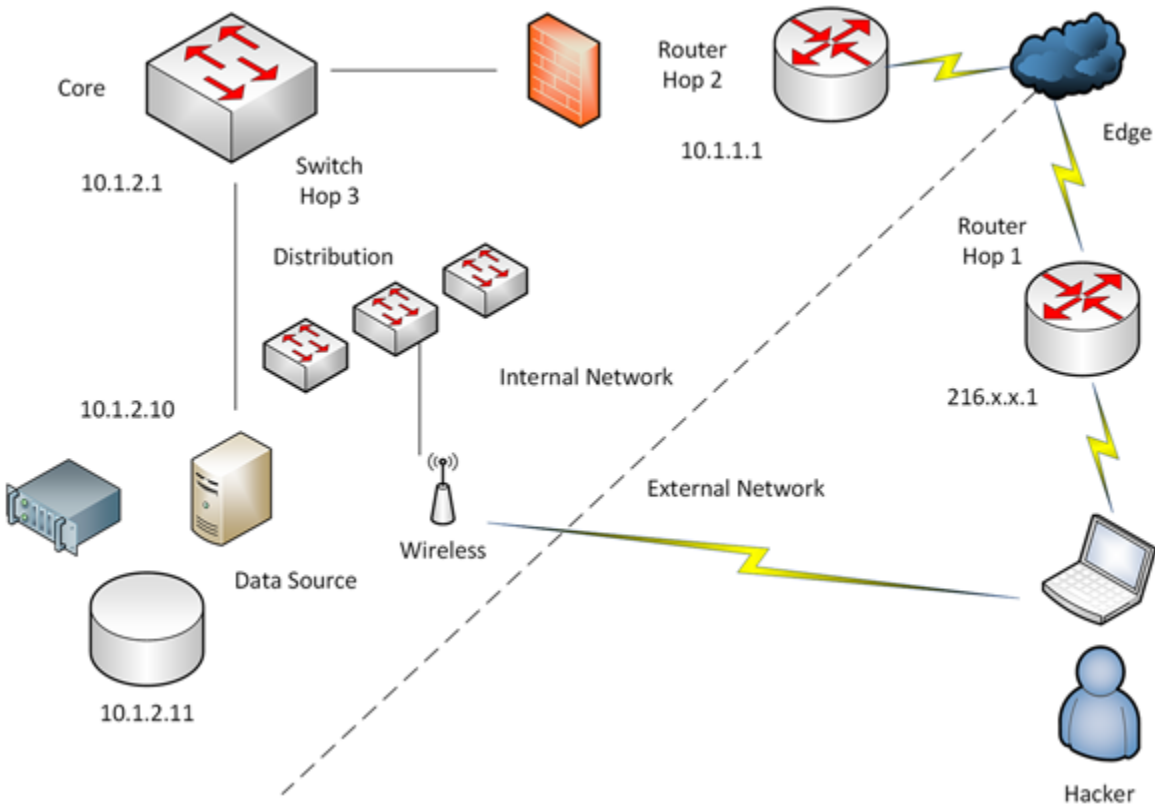 Core
10.1.2.1
Switch
Hop 3
Router
Hop 2
10.1.1.1
Edge
Router
Hop 1
216.x.x.1
Distribution
Internal Network
10.1.2.10
External Network
Wireless
Data Source
10.1.2.11
Hacker